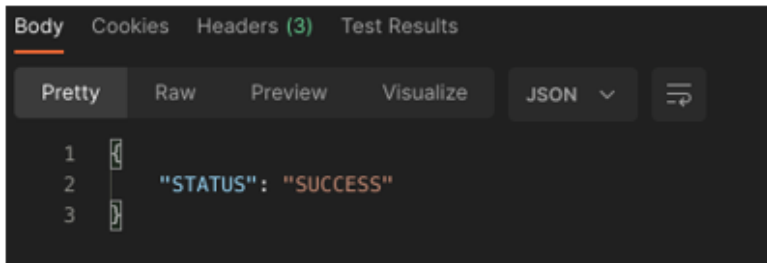 Body Cookies Headers (3) Test Results
Pretty Raw Preview Visualize JSON
1 {
2 "STATUS": "SUCCESS"
3 }